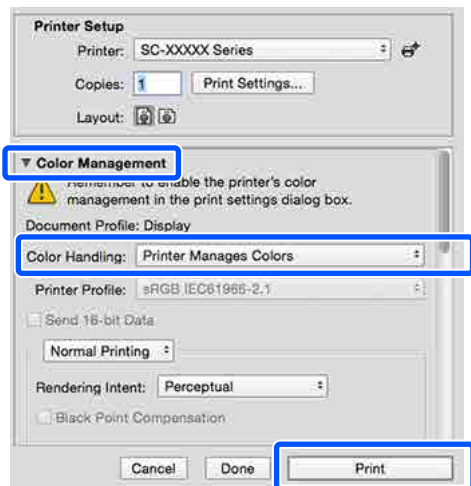 Printer Setup
Printer: SC-XXXXX Series
Copies: 1 Print Settings...
Layout:
▼ Color Management
Remember to enable the printer's color
management in the print settings dialog box.
Document Profile: Display
Color Handling: Printer Manages Colors
Printer Profile: sRGB IEC61966-2.1
Send 16-bit Data
Normal Printing
Rendering Intent: Perceptual
Black Point Compensation
Cancel Done Print